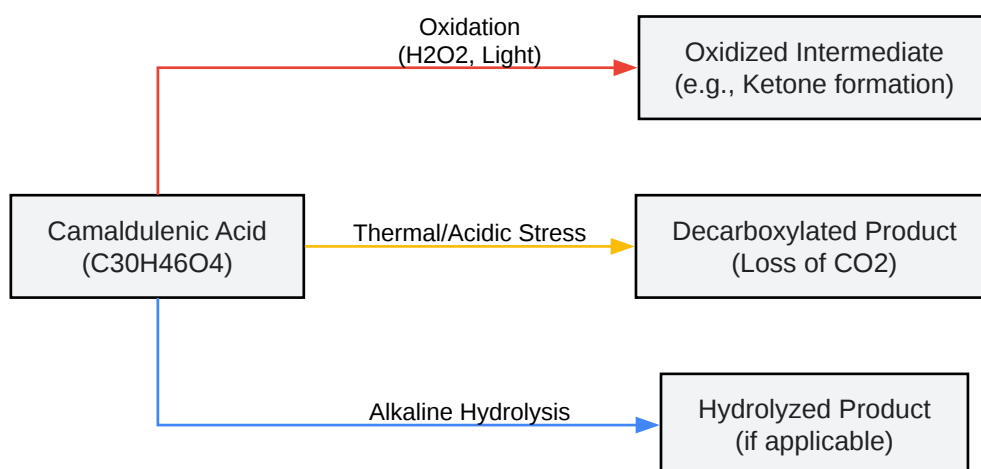 Oxidation
(H2O2, Light)
Oxidized Intermediate
(e.g., Ketone formation)
Camaldulenic Acid
(C30H46O4)
Thermal/Acidic Stress
Decarboxylated Product
(Loss of CO2)
Alkaline Hydrolysis
Hydrolyzed Product
(if applicable)